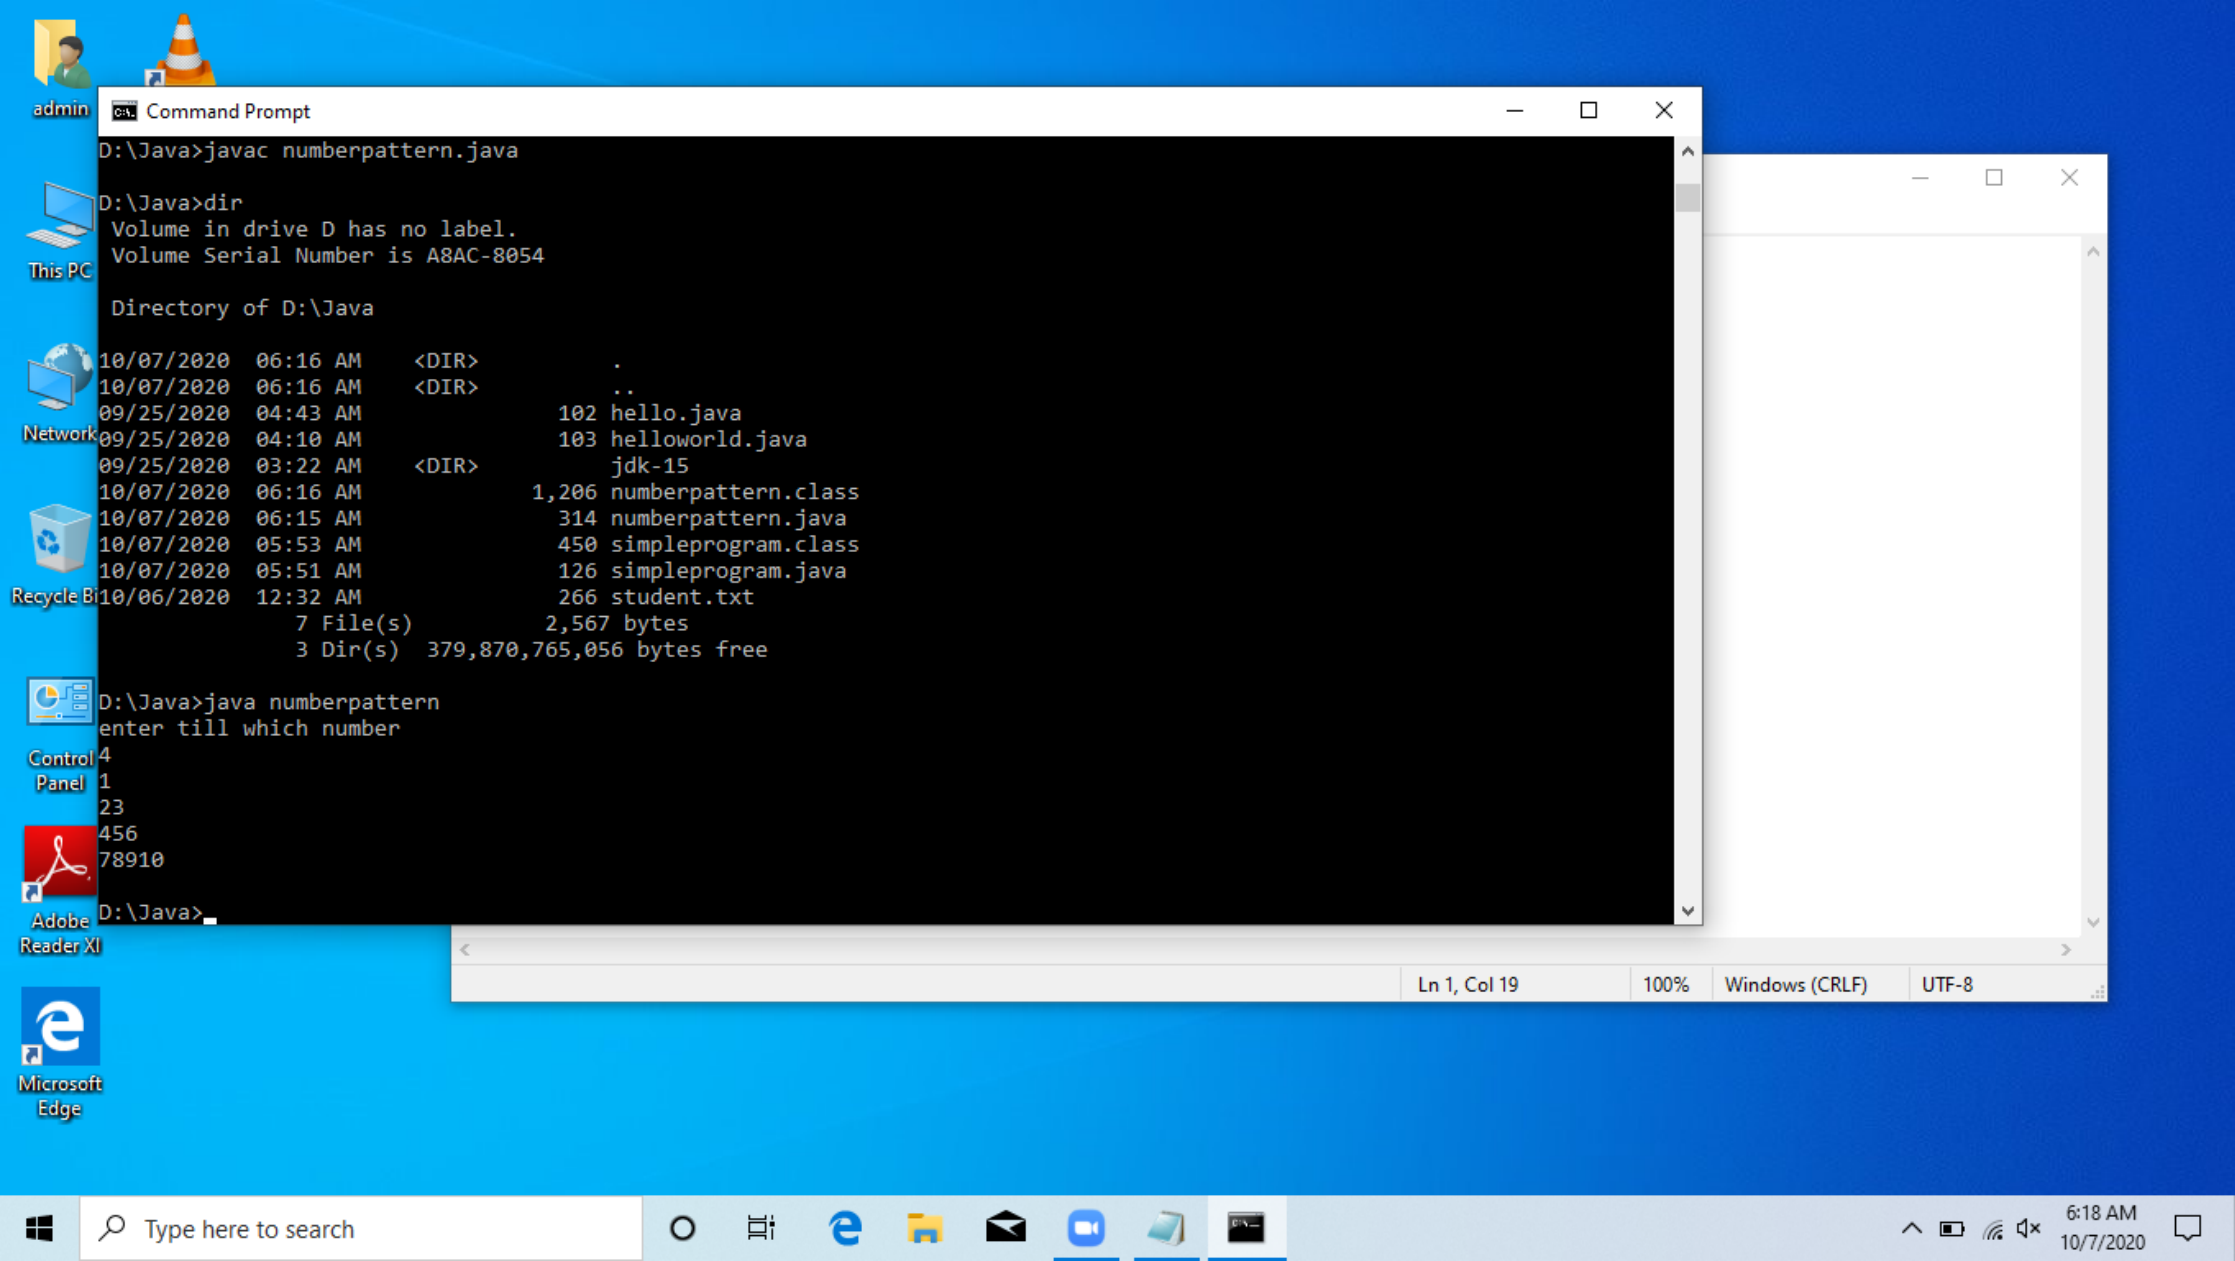 admin
Command Prompt
D:\Java>javac numberpattern.java
D:\Java>dir
 Volume in drive D has no label.
 Volume Serial Number is A8AC-8054
 Directory of D:\Java
10/07/2020  06:16 AM    <DIR>          .
10/07/2020  06:16 AM    <DIR>          ..
09/25/2020  04:43 AM               102 hello.java
09/25/2020  04:10 AM               103 helloworld.java
09/25/2020  03:22 AM    <DIR>          jdk-15
10/07/2020  06:16 AM             1,206 numberpattern.class
10/07/2020  06:15 AM               314 numberpattern.java
10/07/2020  05:53 AM               450 simpleprogram.class
10/07/2020  05:51 AM               126 simpleprogram.java
10/06/2020  12:32 AM               266 student.txt
               7 File(s)          2,567 bytes
               3 Dir(s)  379,870,765,056 bytes free
D:\Java>java numberpattern
enter till which number
4
1
23
456
78910
D:\Java>
This PC
Network
Recycle Bi
Control
Panel
Adobe
Reader XI
Microsoft
Edge
Ln 1, Col 19
100%
Windows (CRLF)
UTF-8
Type here to search
6:18 AM
10/7/2020